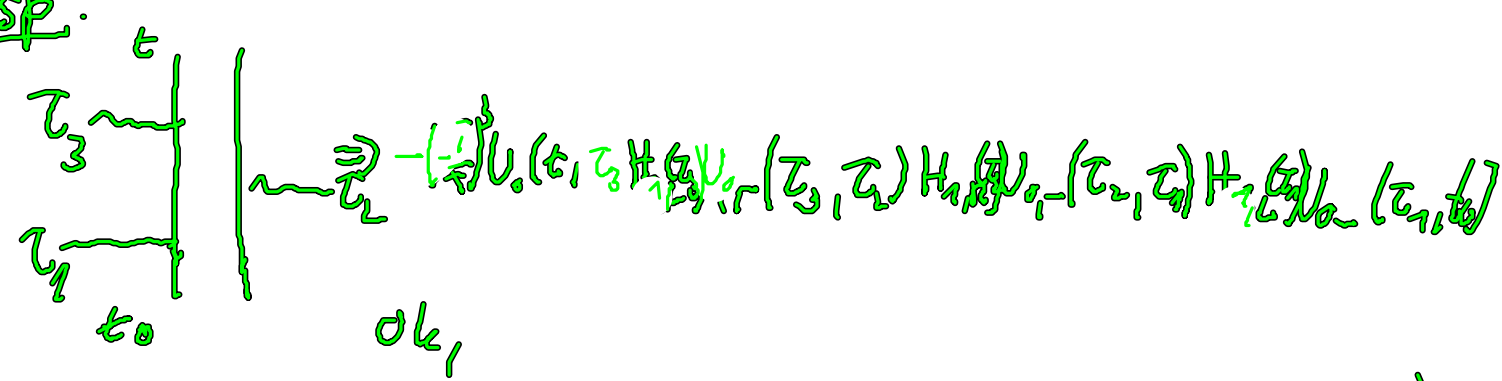 sp.
t
τ₃
≙ -(-i/ħ)³ U₀(t, τ₃) H₁,(τ₃) U₀,-(τ₃, τ₂) H₁,R(τ₂) U₀,-(τ₂, τ₁) H₁,L(τ₁) U₀-(τ₁, t₀)
τ₂
τ₁
t₀ ok,